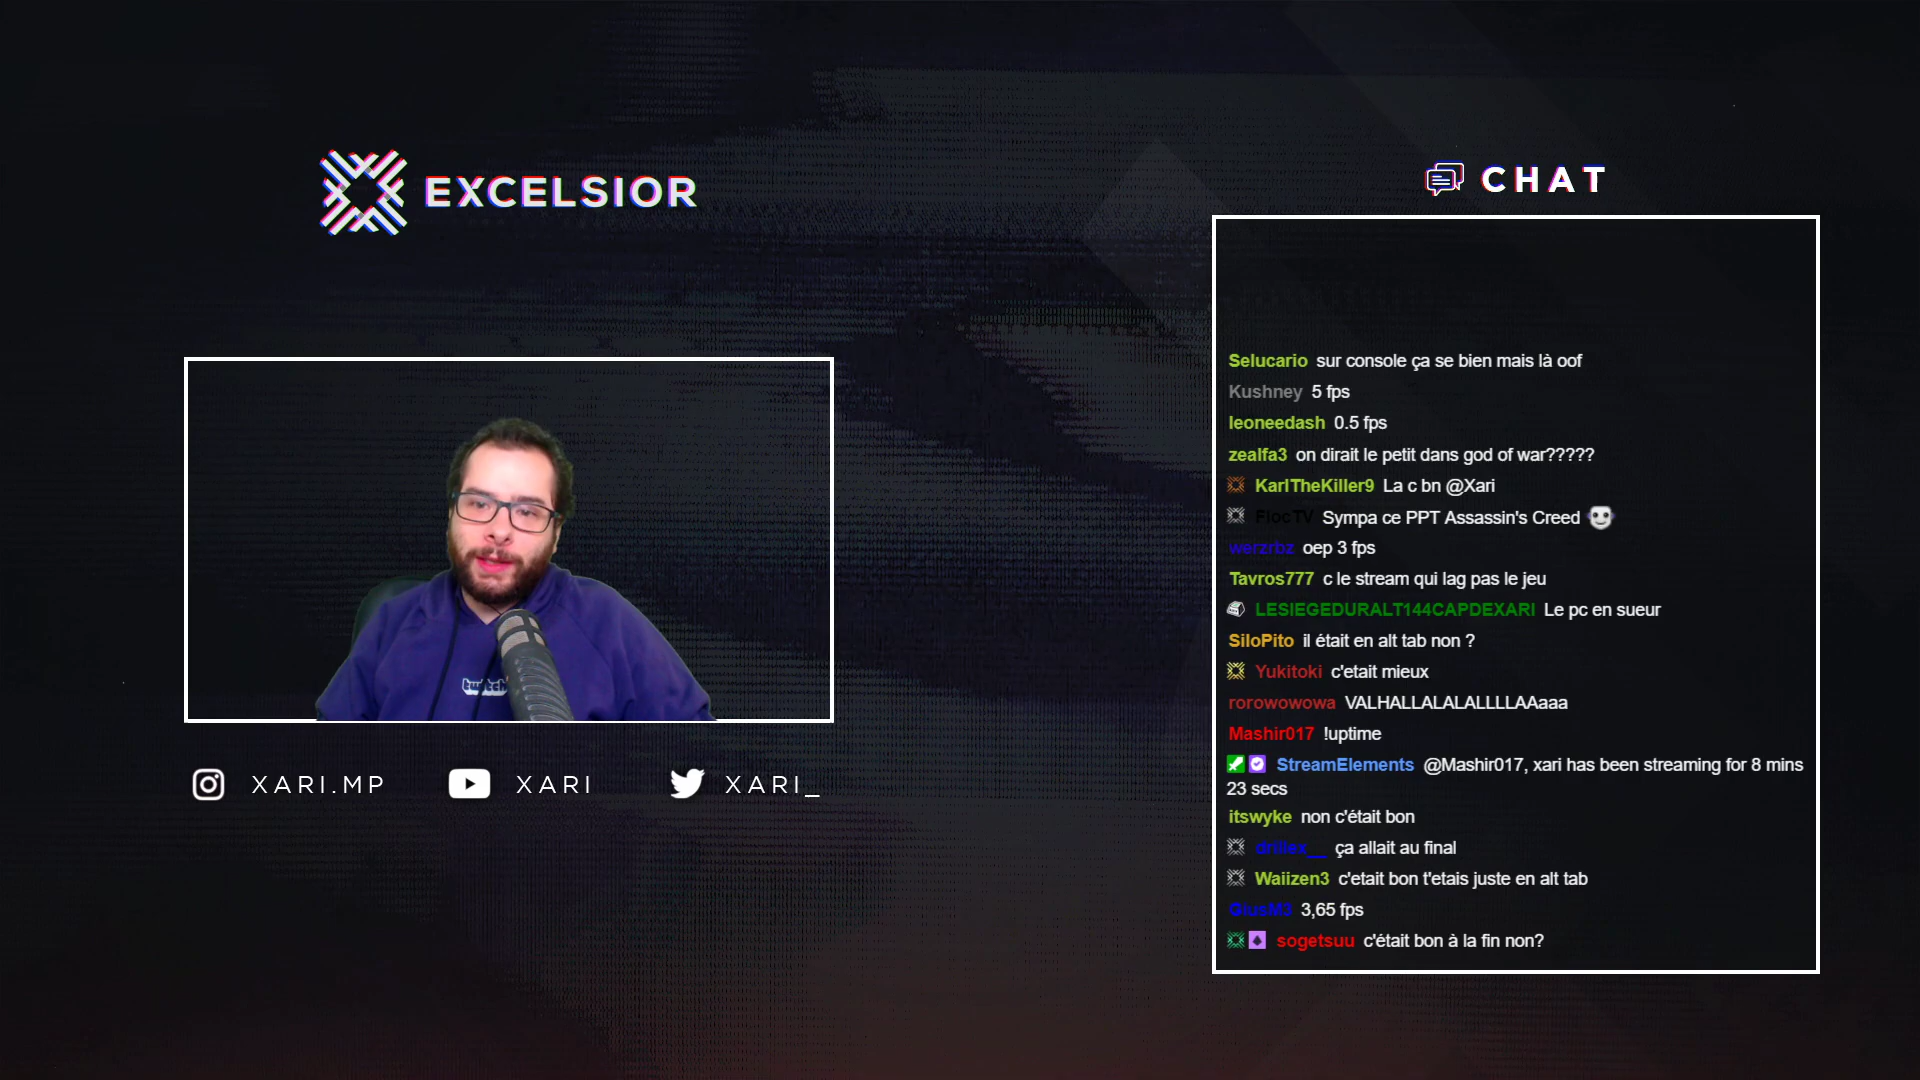 EXCELSIOR
CHAT
Selucario sur console ça se bien mais là oof
Kushney 5 fps
leoneedash 0.5 fps
zealfa3 on dirait le petit dans god of war?????
KarlTheKiller9 La c bn @Xari
FlocTV Sympa ce PPT Assassin's Creed
werzrbz oep 3 fps
Tavros777 c le stream qui lag pas le jeu
LESIEGEDURALT144CAPDEXARI Le pc en sueur
SiloPito il était en alt tab non ?
Yukitoki c'etait mieux
rorowowowa VALHALLALALALLLLAAaaa
Mashir017 !uptime
StreamElements @Mashir017, xari has been streaming for 8 mins
23 secs
itswyke non c'était bon
ça allait au final
Waiizen3 c'etait bon t'etais juste en alt tab
GiusM3 3,65 fps
sogetsuu c'était bon à la fin non?
twitch
XARI.MP
XARI
XARI_